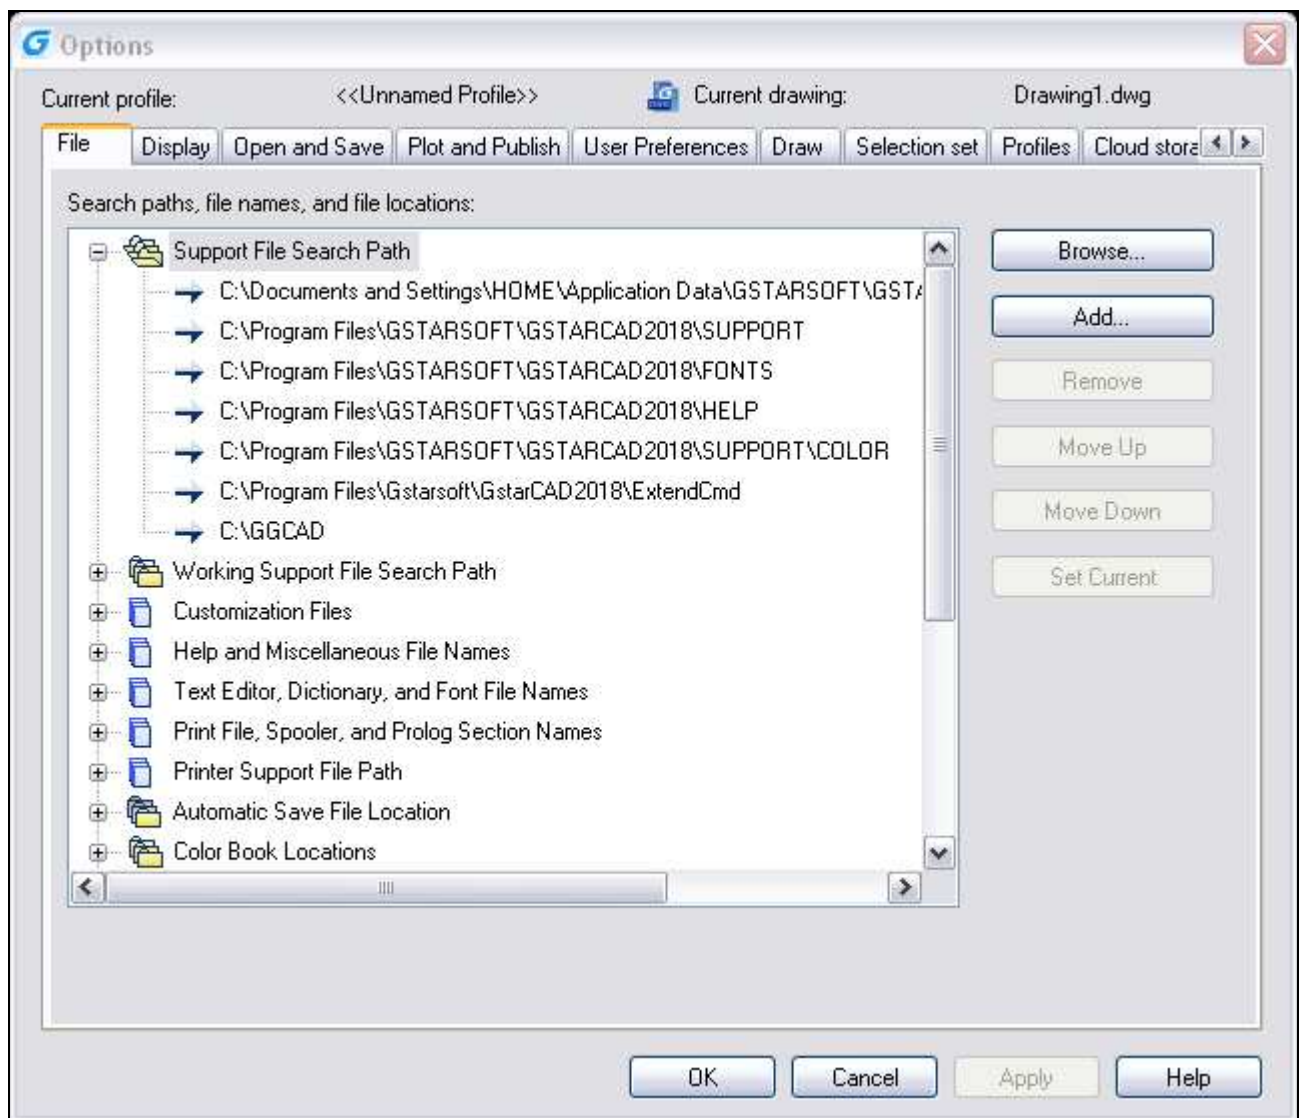 Options
Current profile: <<Unnamed Profile>> Current drawing: Drawing1.dwg
File Display Open and Save Plot and Publish User Preferences Draw Selection set Profiles Cloud stora
Search paths, file names, and file locations:
Support File Search Path
Browse...
C:\Documents and Settings\HOME\Application Data\GSTARSOFT\GSTA
Add...
C:\Program Files\GSTARSOFT\GSTARCAD2018\SUPPORT
C:\Program Files\GSTARSOFT\GSTARCAD2018\FONTS
Remove
C:\Program Files\GSTARSOFT\GSTARCAD2018\HELP
C:\Program Files\GSTARSOFT\GSTARCAD2018\SUPPORT\COLOR
Move Up
C:\Program Files\Gstarsoft\GstarCAD2018\ExtendCmd
Move Down
C:\GGCAD
Working Support File Search Path
Set Current
Customization Files
Help and Miscellaneous File Names
Text Editor, Dictionary, and Font File Names
Print File, Spooler, and Prolog Section Names
Printer Support File Path
Automatic Save File Location
Color Book Locations
OK Cancel Apply Help